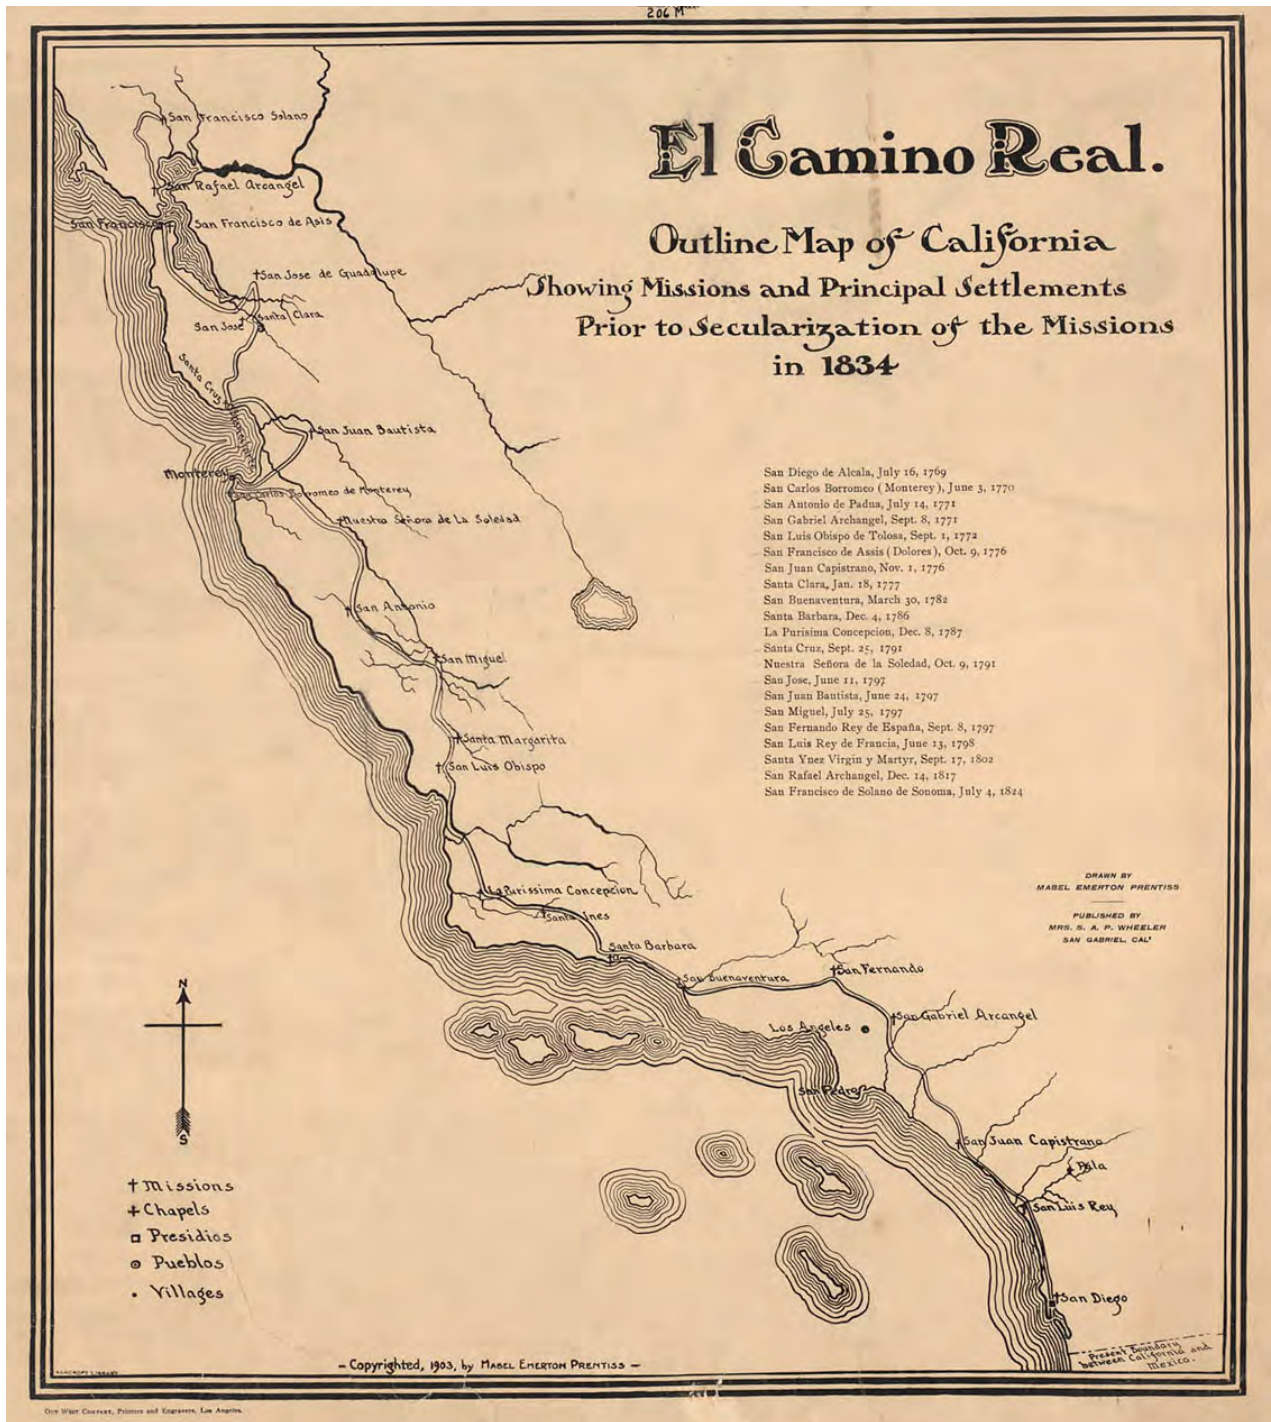 206 M
El Camino Real.
Outline Map of California
Showing Missions and Principal Settlements
Prior to Secularization of the Missions
in 1834
San Francisco Solano
San Rafael Arcangel
San Francisco
San Francisco de Asis
San Jose de Guadalupe
Santa Clara
San Jose
Santa Cruz
San Juan Bautista
Monterey
San Carlos Borromeo de Monterey
Nuestra Señora de La Soledad
San Antonio
San Miguel
Santa Margarita
San Luis Obispo
La Purissima Concepcion
Santa Ines
Santa Barbara
San Buenaventura
San Fernando
San Gabriel Arcangel
Los Angeles
San Pedro
San Juan Capistrano
Pala
San Luis Rey
San Diego
Present Boundary
between California and
Mexico.
San Diego de Alcala, July 16, 1769
San Carlos Borromeo (Monterey), June 3, 1770
San Antonio de Padua, July 14, 1771
San Gabriel Archangel, Sept. 8, 1771
San Luis Obispo de Tolosa, Sept. 1, 1772
San Francisco de Assis (Dolores), Oct. 9, 1776
San Juan Capistrano, Nov. 1, 1776
Santa Clara, Jan. 18, 1777
San Buenaventura, March 30, 1782
Santa Barbara, Dec. 4, 1786
La Purisima Concepcion, Dec. 8, 1787
Santa Cruz, Sept. 25, 1791
Nuestra Señora de la Soledad, Oct. 9, 1791
San Jose, June 11, 1797
San Juan Bautista, June 24, 1797
San Miguel, July 25, 1797
San Fernando Rey de España, Sept. 8, 1797
San Luis Rey de Francia, June 13, 1798
Santa Ynez Virgin y Martyr, Sept. 17, 1802
San Rafael Archangel, Dec. 14, 1817
San Francisco de Solano de Sonoma, July 4, 1824
DRAWN BY
MABEL EMERTON PRENTISS
PUBLISHED BY
MRS. S. A. P. WHEELER
SAN GABRIEL, CAL'
N
S
Missions
Chapels
Presidios
Pueblos
Villages
- Copyrighted, 1903, by MABEL EMERTON PRENTISS -
BANCROFT LIBRARY
OUT WEST COMPANY, Printers and Engravers, Los Angeles.